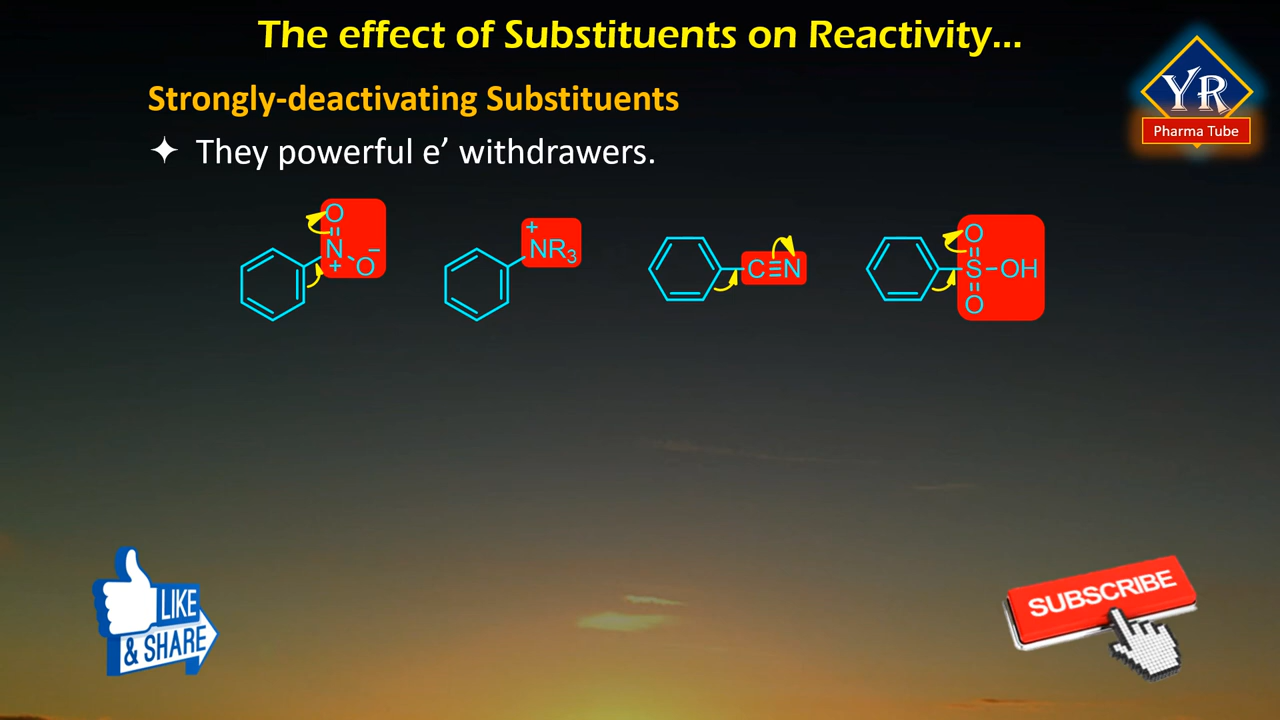 The effect of Substituents on Reactivity...
YR
Pharma Tube
Strongly-deactivating Substituents
✦ They powerful e’ withdrawers.
O
N
+
O
−
+
NR₃
C≡N
O
S–OH
O
LIKE
& SHARE
SUBSCRIBE